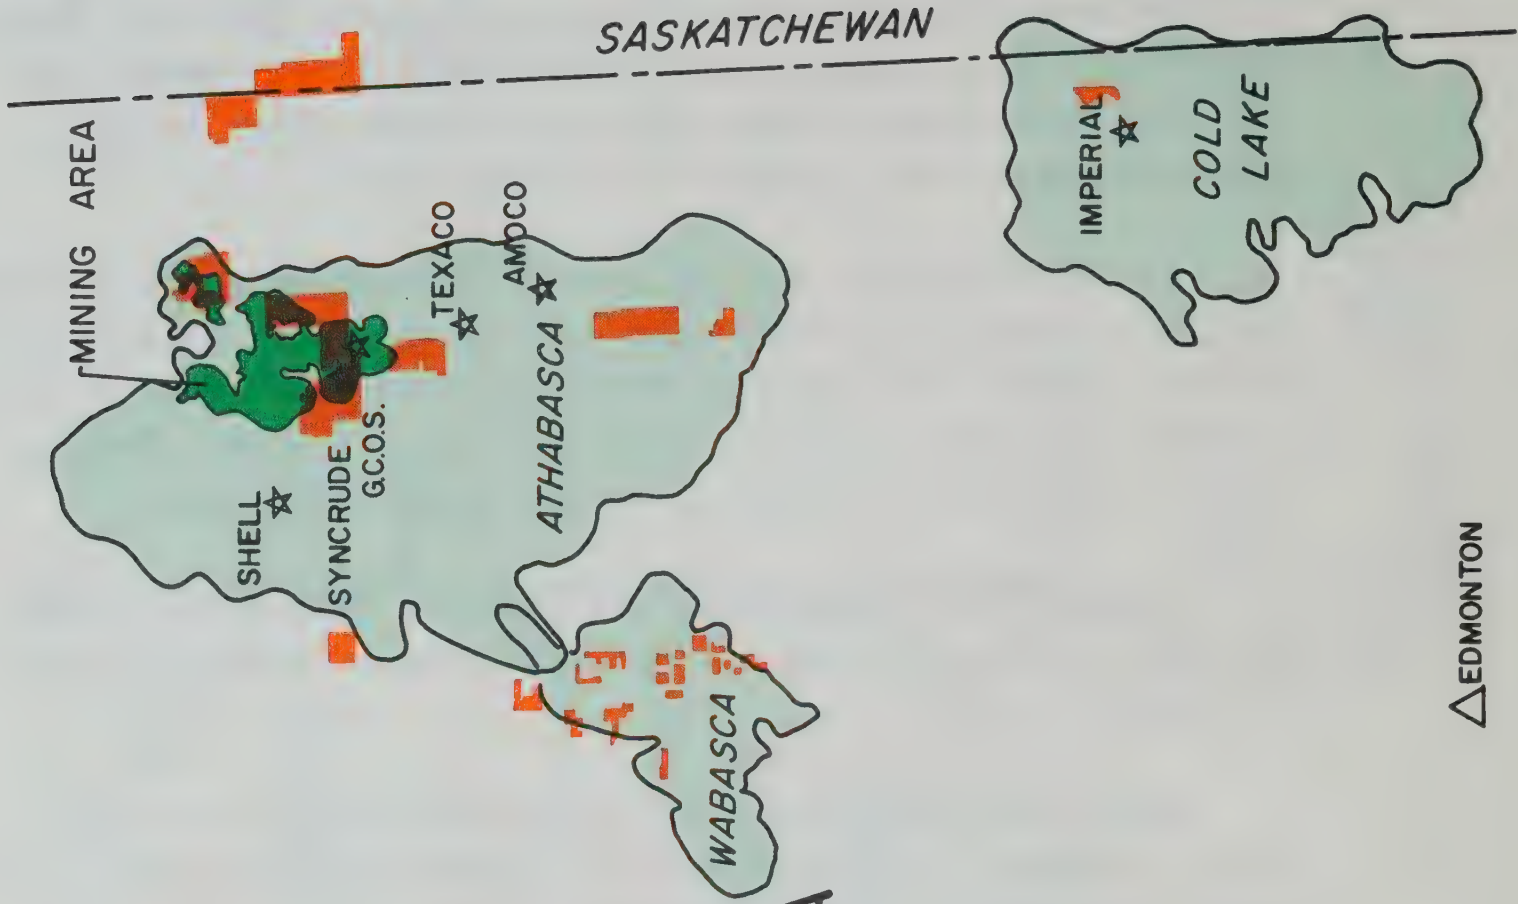 SASKATCHEWAN
MINING AREA
TEXACO
AMOCO
SHELL
SYNCRUDE
G.C.O.S.
ATHABASCA
WABASCA
IMPERIAL
COLD
LAKE
EDMONTON